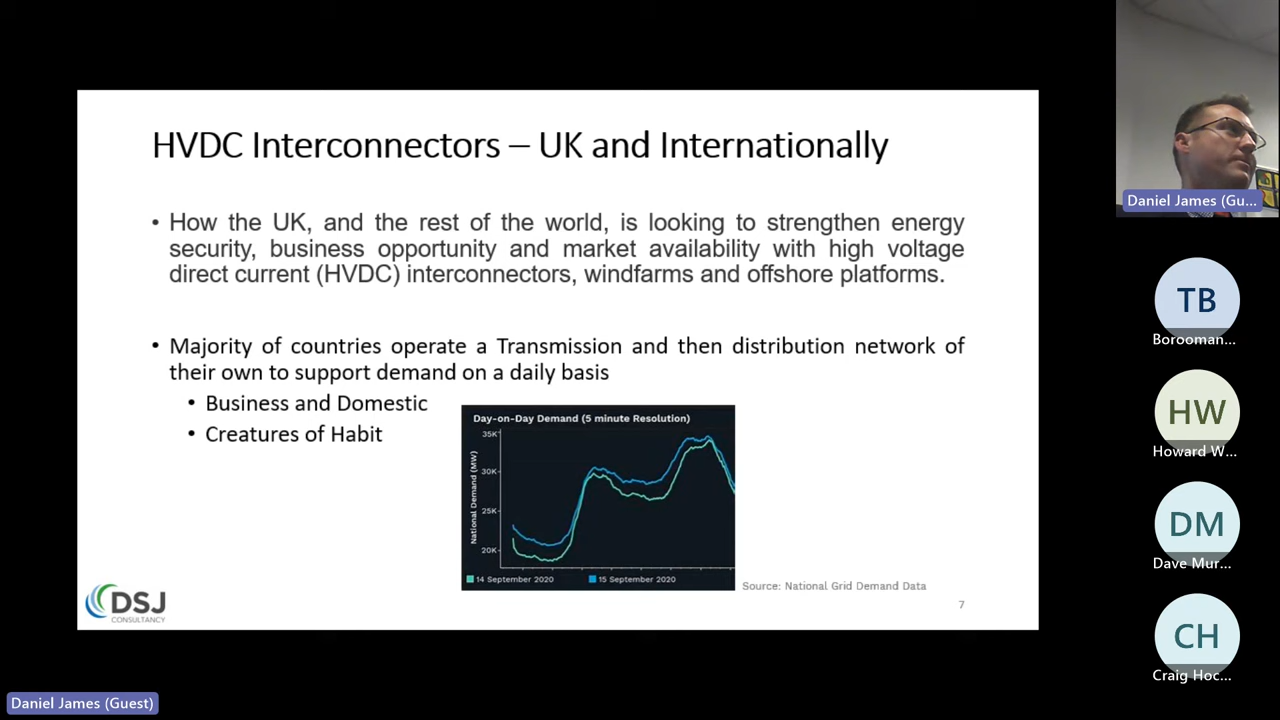 HVDC Interconnectors – UK and Internationally
• How the UK, and the rest of the world, is looking to strengthen energy
security, business opportunity and market availability with high voltage
direct current (HVDC) interconnectors, windfarms and offshore platforms.
• Majority of countries operate a Transmission and then distribution network of
their own to support demand on a daily basis
• Business and Domestic
• Creatures of Habit
Day-on-Day Demand (5 minute Resolution)
National Demand (MW)
35K
30K
25K
20K
14 September 2020
15 September 2020
Source: National Grid Demand Data
7
DSJ
CONSULTANCY
Daniel James (Gu...
TB
Borooman...
HW
Howard W...
DM
Dave Mur...
CH
Craig Hoc...
Daniel James (Guest)